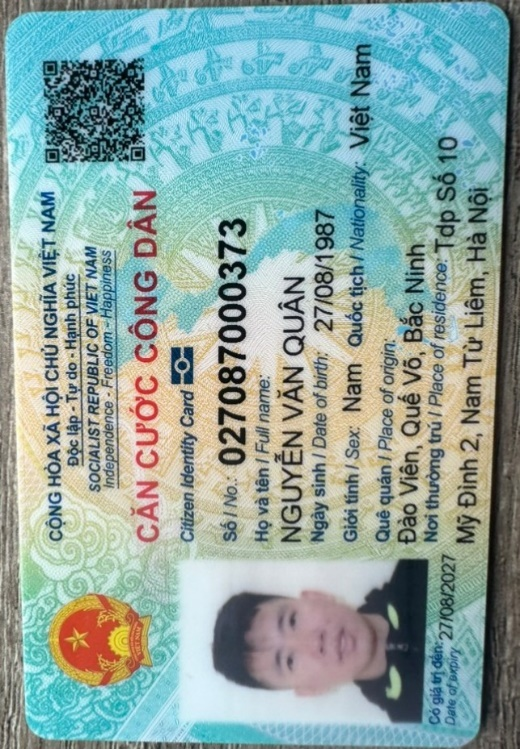 CỘNG HÒA XÃ HỘI CHỦ NGHĨA VIỆT NAM
Độc lập - Tự do - Hạnh phúc
SOCIALIST REPUBLIC OF VIET NAM
Independence - Freedom - Happiness
CĂN CƯỚC CÔNG DÂN
Citizen Identity Card
Số / No.: 027087000373
Họ và tên / Full name:
NGUYỄN VĂN QUÂN
Ngày sinh / Date of birth: 27/08/1987
Giới tính / Sex: Nam Quốc tịch / Nationality: Việt Nam
Quê quán / Place of origin:
Đào Viên, Quế Võ, Bắc Ninh
Nơi thường trú / Place of residence: Tdp Số 10
Mỹ Đình 2, Nam Từ Liêm, Hà Nội
Có giá trị đến: 27/08/2027
Date of expiry